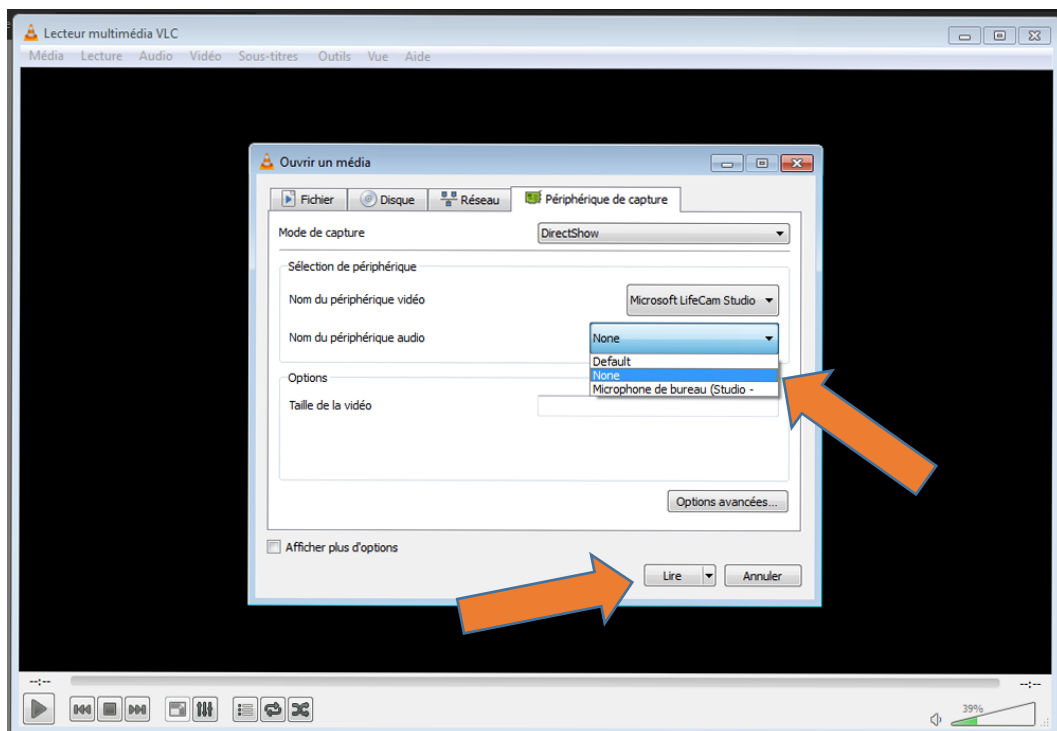 Lecteur multimédia VLC
Média Lecture Audio Vidéo Sous-titres Outils Vue Aide
Ouvrir un média
Fichier Disque Réseau Périphérique de capture
Mode de capture DirectShow
Sélection de périphérique
Nom du périphérique vidéo Microsoft LifeCam Studio
Nom du périphérique audio None
Default
None
Microphone de bureau (Studio -
Options
Taille de la vidéo
Options avancées...
Afficher plus d'options
Lire Annuler
--:-- --:--
39%